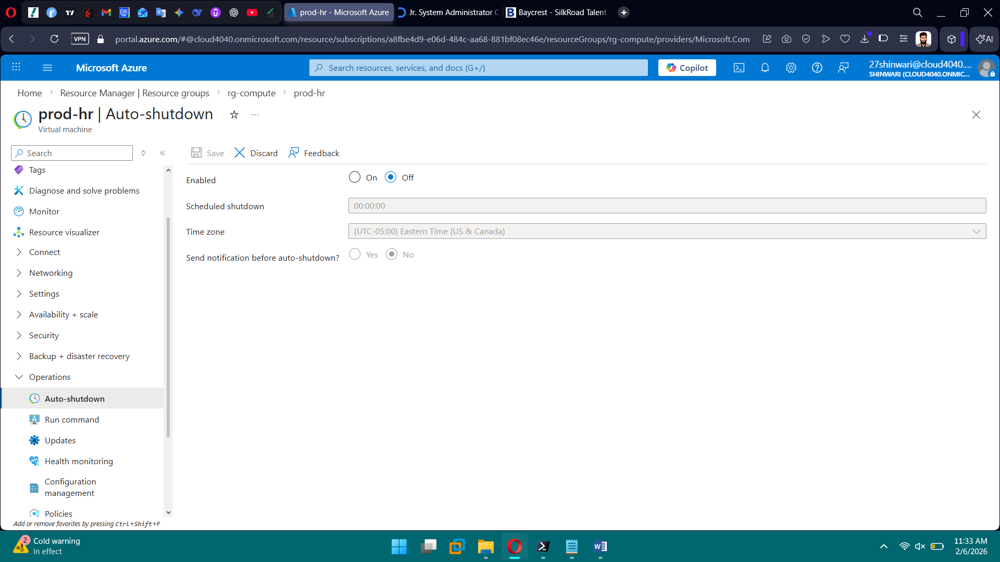 prod-hr - Microsoft Azure
Jr. System Administrator
Baycrest - SilkRoad Talent
VPN
portal.azure.com/#@cloud4040.onmicrosoft.com/resource/subscriptions/a8fbe4d9-e06d-484c-aa68-881bf08ec46e/resourceGroups/rg-compute/providers/Microsoft.Com
AI
Microsoft Azure
Search resources, services, and docs (G+/)
Copilot
27shinwari@cloud4040....
SHINWARI (CLOUD4040.ONMIC...
Home
Resource Manager | Resource groups
rg-compute
prod-hr
prod-hr | Auto-shutdown
Virtual machine
Search
Save
Discard
Feedback
Tags
Diagnose and solve problems
Monitor
Resource visualizer
Connect
Networking
Settings
Availability + scale
Security
Backup + disaster recovery
Operations
Auto-shutdown
Run command
Updates
Health monitoring
Configuration
management
Policies
Add or remove favorites by pressing Ctrl+Shift+F
Enabled
On
Off
Scheduled shutdown
00:00:00
Time zone
(UTC-05:00) Eastern Time (US & Canada)
Send notification before auto-shutdown?
Yes
No
2
Cold warning
In effect
11:33 AM
2/6/2026